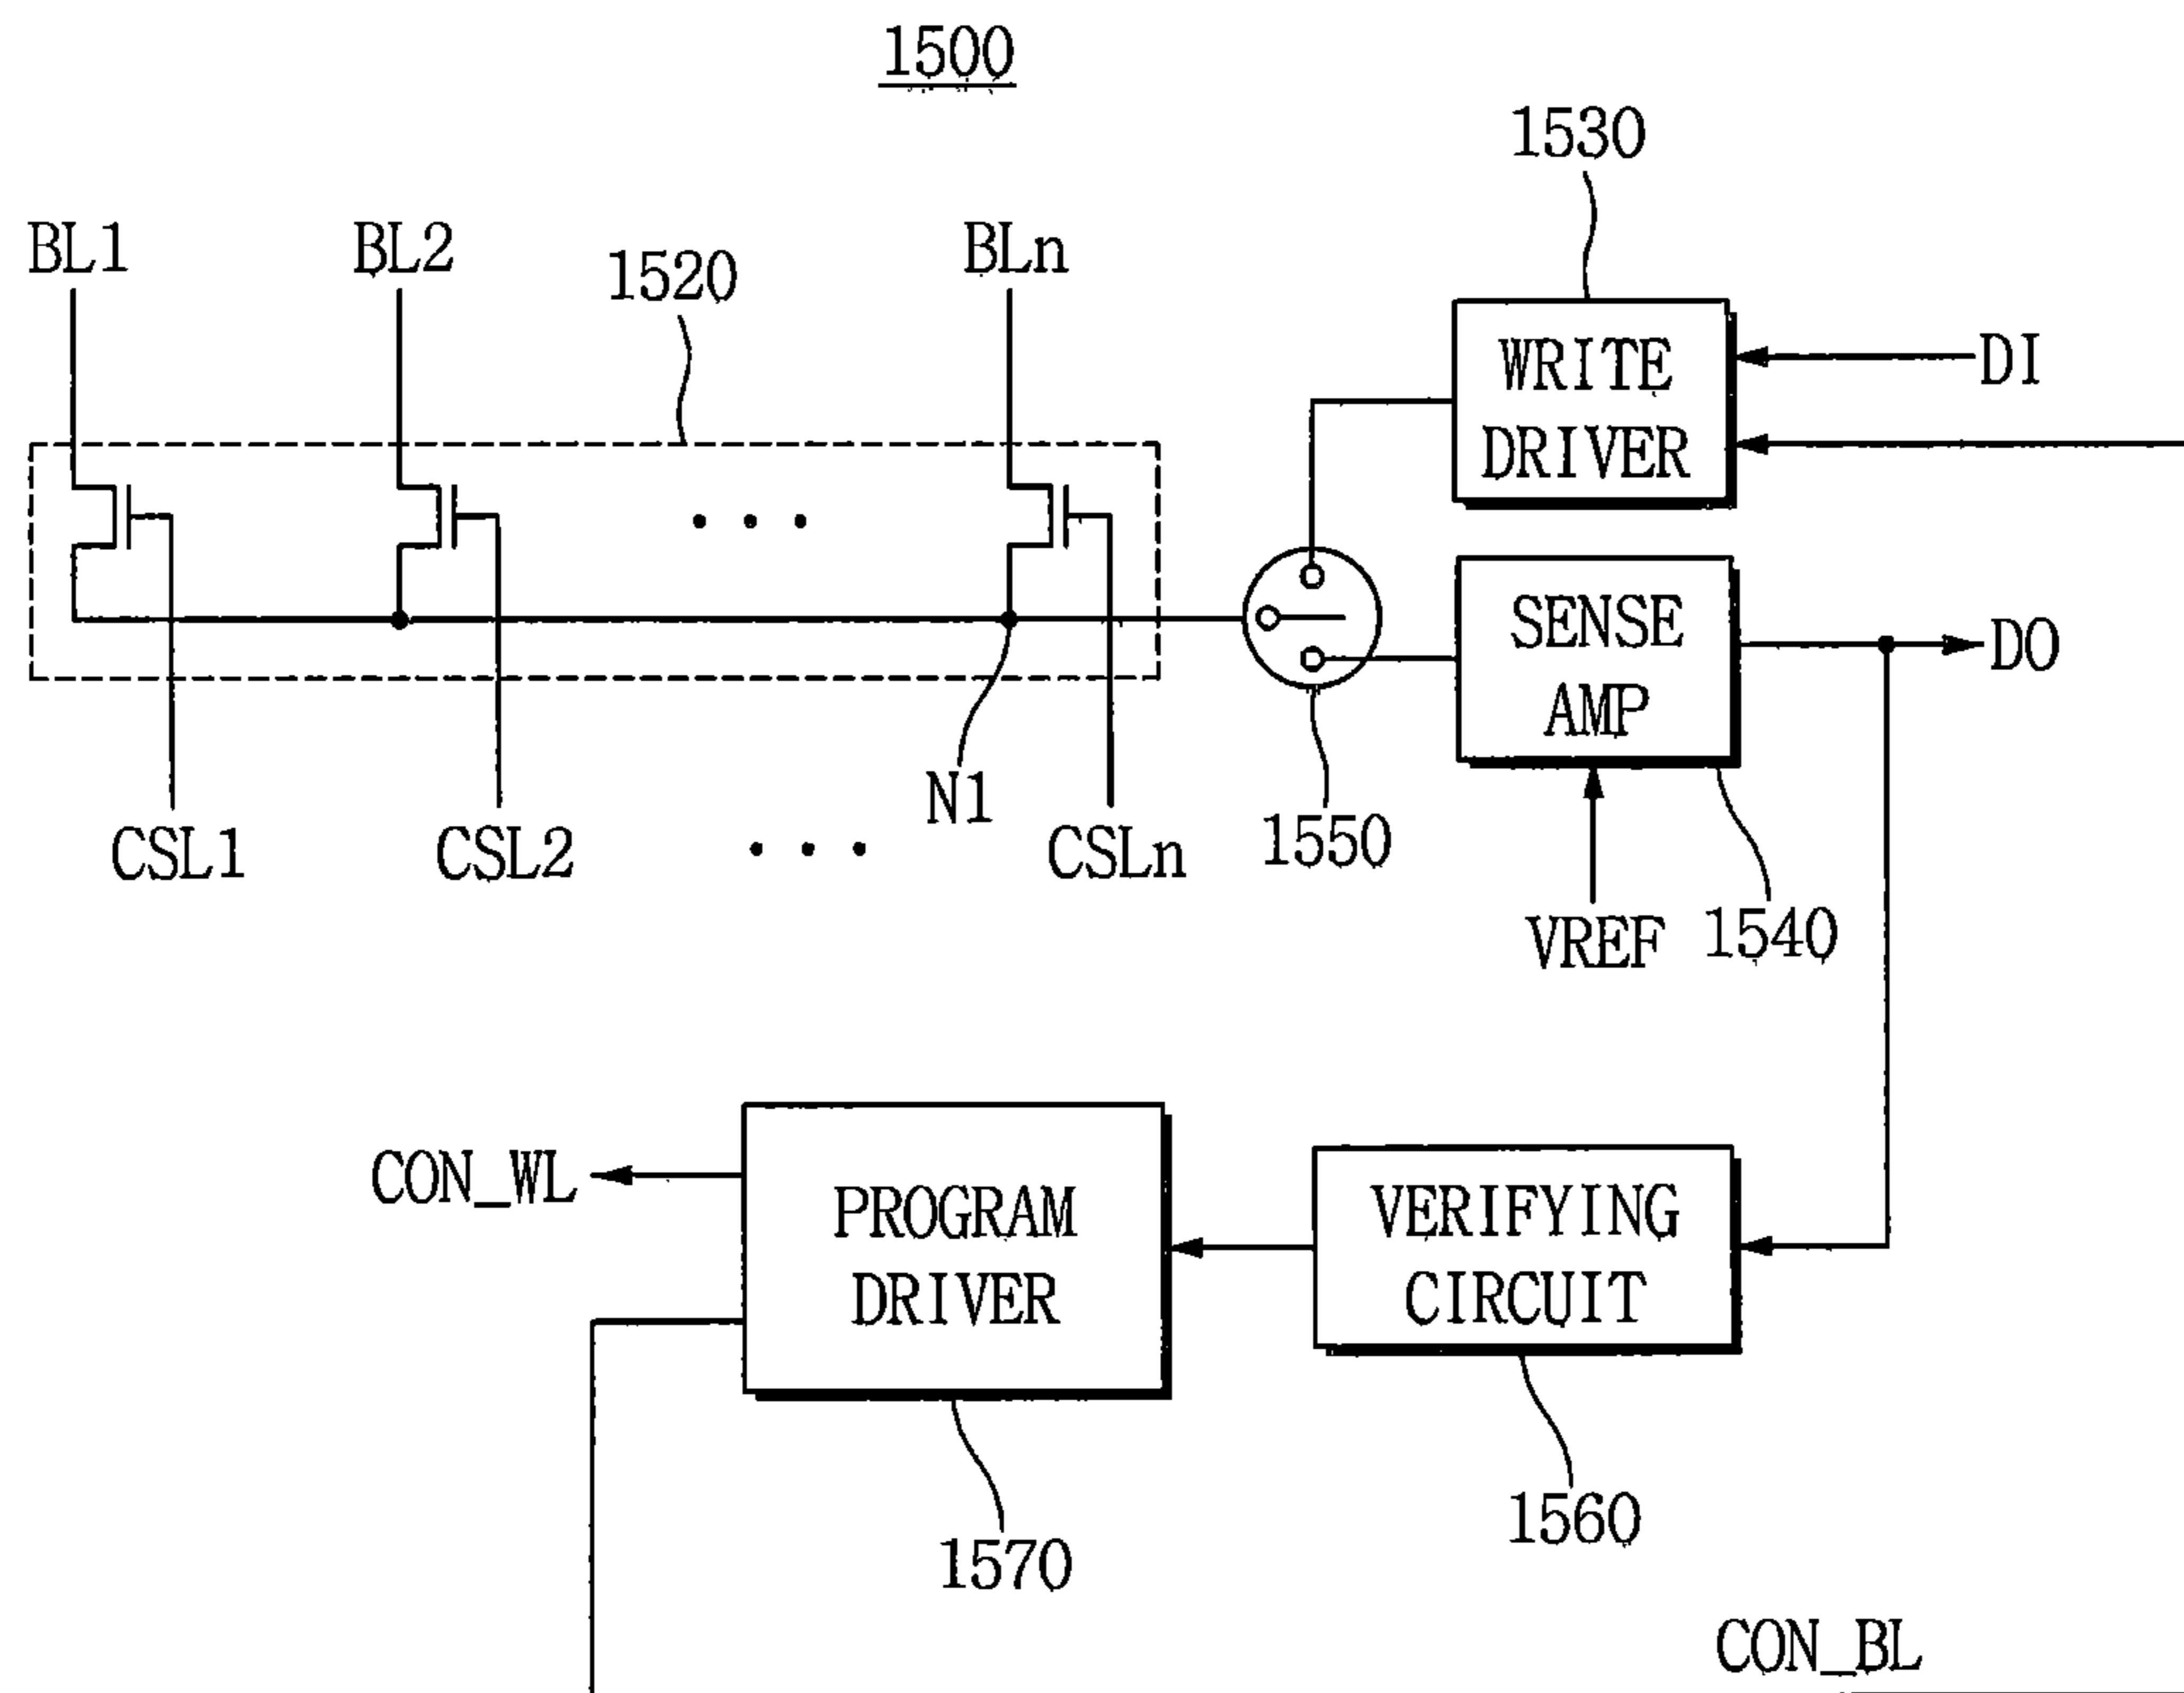 1500
1530
BL1 BL2 1520 BLn
WRITE
DRIVER
DI
SENSE
AMP
DO
N1
CSL1 CSL2 ... CSLn
1550
VREF 1540
CON_WL
PROGRAM
DRIVER
VERIFYING
CIRCUIT
1570
1560
CON_BL